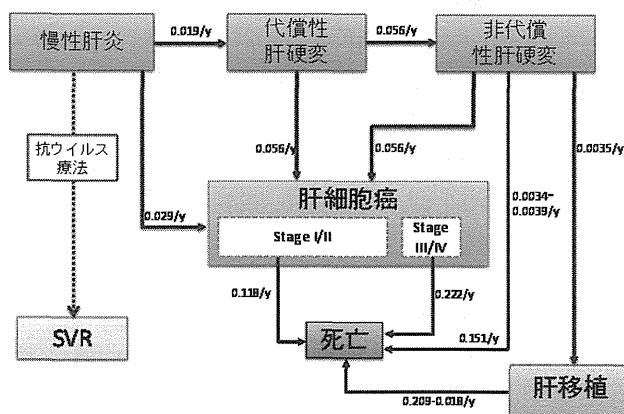 慢性肝炎
0.019/y
代償性
肝硬変
0.056/y
非代償
性肝硬変
抗ウイルス
療法
0.029/y
0.056/y
0.056/y
0.0034-
0.0039/y
0.0035/y
肝細胞癌
Stage I/II
Stage
III/IV
0.118/y
0.222/y
SVR
死亡
0.151/y
0.209-0.018/y
肝移植